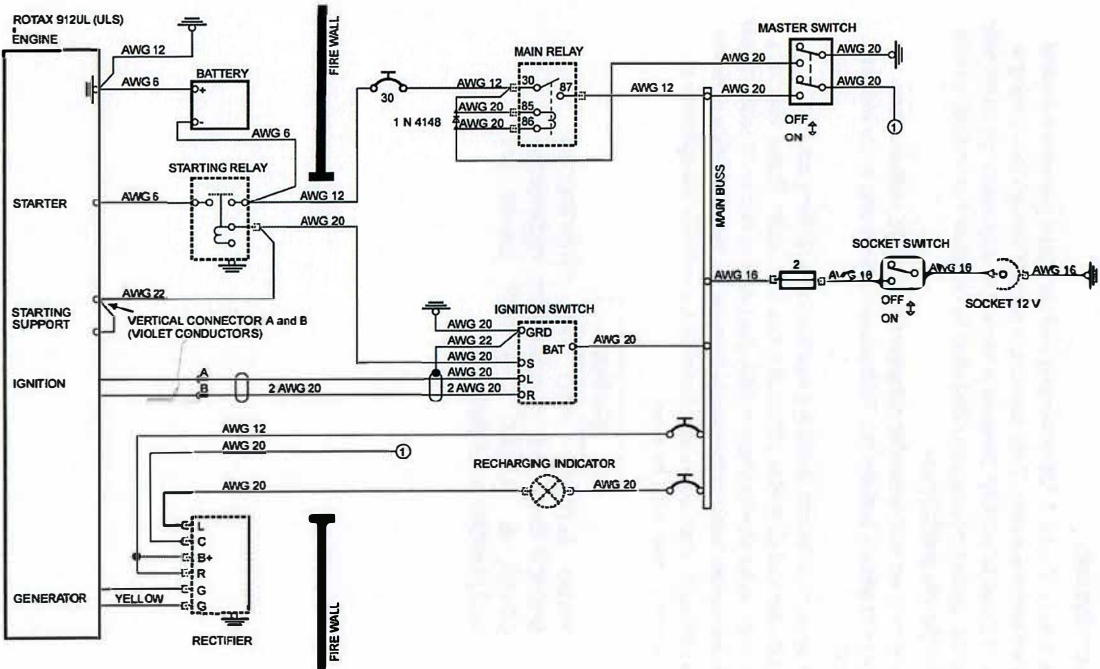 ROTAX 912UL (ULS)
ENGINE
AWG 12
AWG 6
BATTERY
+
-
AWG 6
STARTING RELAY
STARTER
AWG 6
AWG 12
AWG 20
FIRE WALL
30
AWG 12
MAIN RELAY
30
87
AWG 12
AWG 20
85
AWG 20
86
1 N 4148
MASTER SWITCH
AWG 20
AWG 20
AWG 20
AWG 20
OFF
ON
1
MAIN BUSS
SOCKET SWITCH
AWG 16
2
AWG 16
AWG 16
AWG 16
OFF
ON
SOCKET 12 V
AWG 22
STARTING
SUPPORT
VERTICAL CONNECTOR A and B
(VIOLET CONDUCTORS)
IGNITION SWITCH
AWG 20
GRD
AWG 22
BAT
AWG 20
AWG 20
S
AWG 20
L
2 AWG 20
R
IGNITION
A
B
2 AWG 20
AWG 12
AWG 20
1
RECHARGING INDICATOR
AWG 20
AWG 20
L
C
B+
R
G
G
GENERATOR
YELLOW
RECTIFIER
FIRE WALL